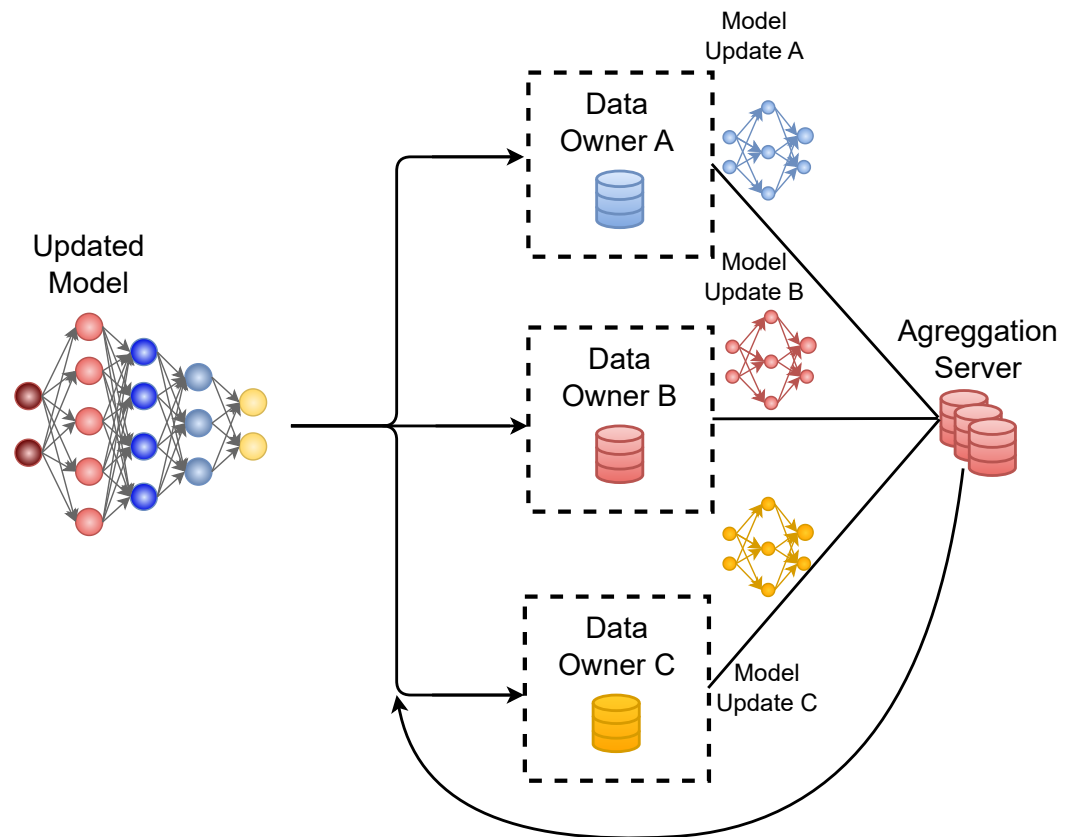 Model
Update A
Data
Owner A
Updated
Model
Model
Update B
Data
Owner B
Agreggation
Server
Data
Owner C
Model
Update C